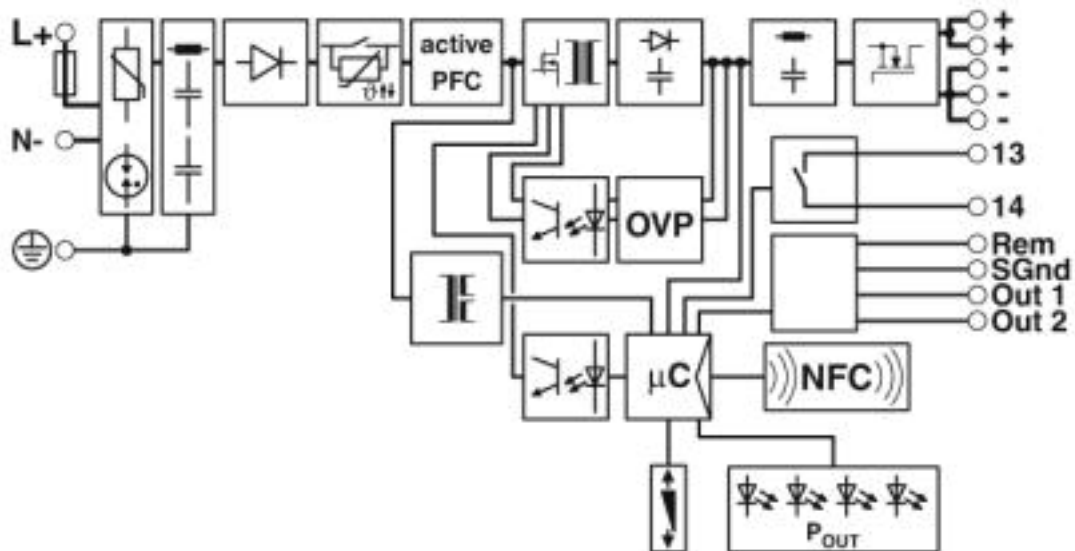 L+
N-
active
PFC
ϑ
OVP
+
+
-
-
-
13
14
Rem
SGnd
Out 1
Out 2
µC
NFC
POUT